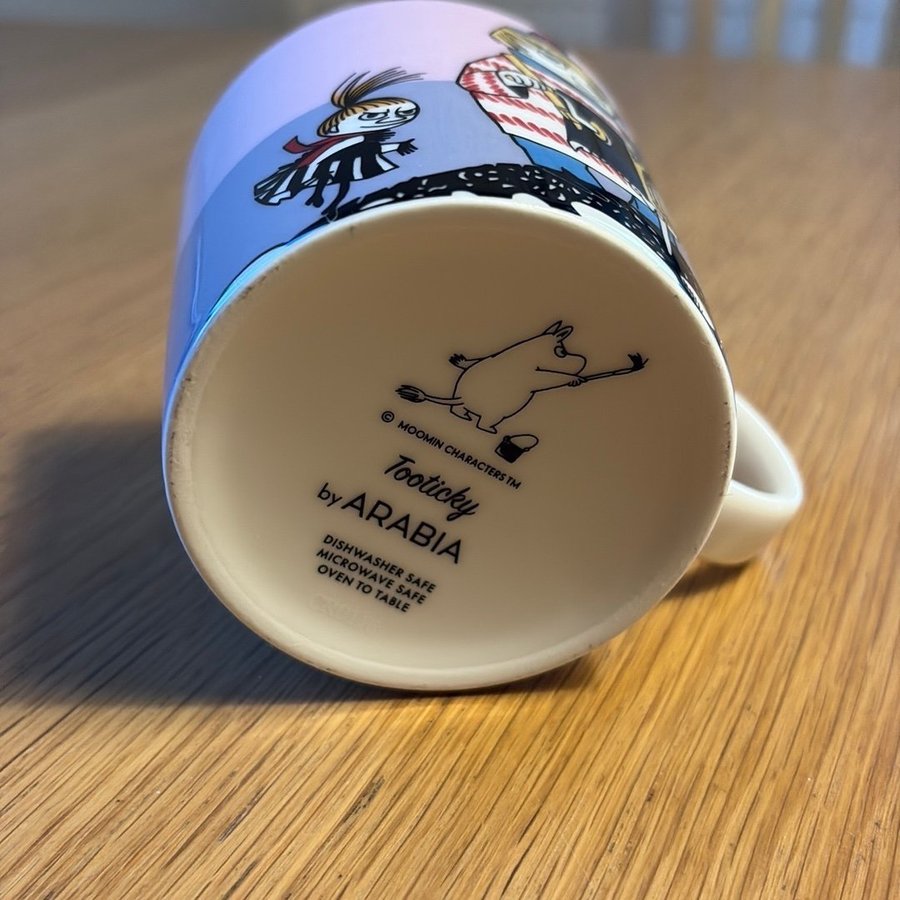 © MOOMIN CHARACTERS™
Tooticky
by ARABIA
DISHWASHER SAFE
MICROWAVE SAFE
OVEN TO TABLE